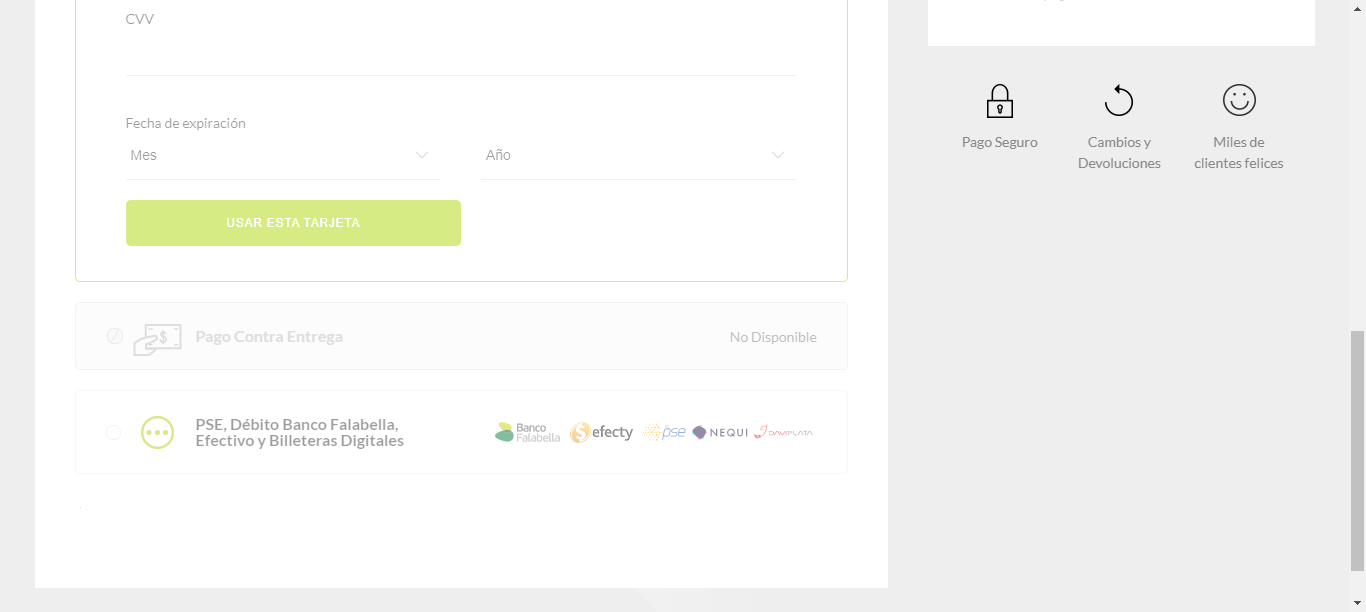 CVV
Fecha de expiración
Mes
Año
USAR ESTA TARJETA
Pago Contra Entrega
No Disponible
PSE, Débito Banco Falabella,
Efectivo y Billeteras Digitales
Banco
Falabella
efecty
pse
NEQUI
DAVIPLATA
Pago Seguro
Cambios y
Devoluciones
Miles de
clientes felices